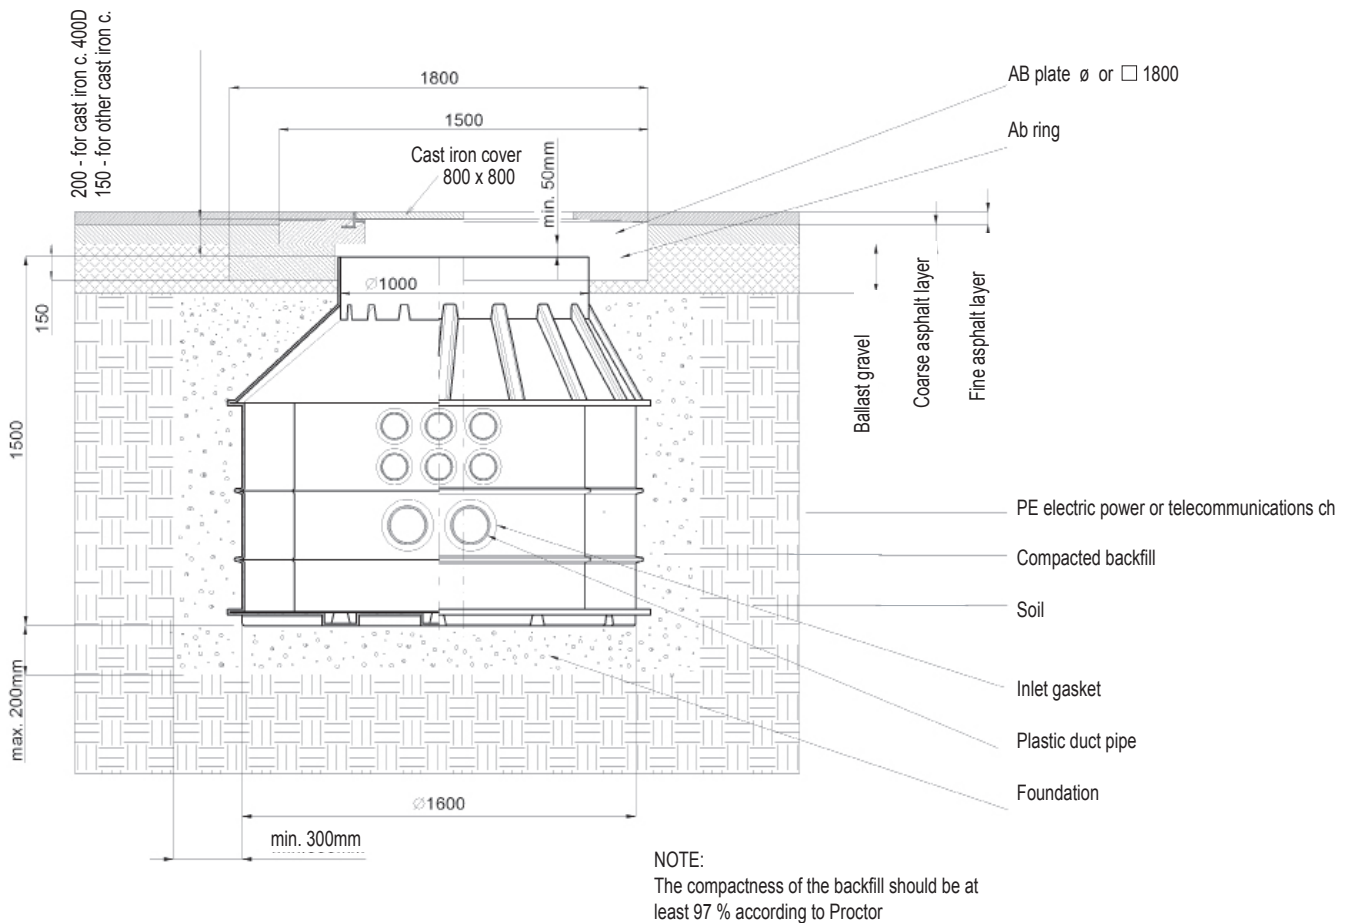 200 - for cast iron c. 400D
150 - for other cast iron c.
1800
1500
Cast iron cover
800 x 800
min. 50mm
AB plate ø or □ 1800
Ab ring
⌀1000
150
1500
max. 200mm
Ballast gravel
Coarse asphalt layer
Fine asphalt layer
PE electric power or telecommunications ch
Compacted backfill
Soil
Inlet gasket
Plastic duct pipe
Foundation
⌀1600
min. 300mm
NOTE:
The compactness of the backfill should be at
least 97 % according to Proctor